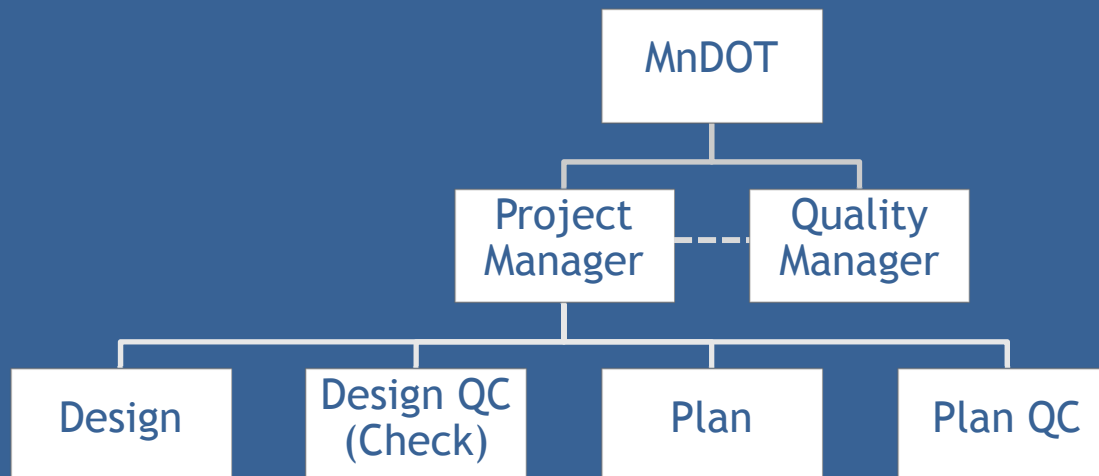 MnDOT
Project
Manager
Quality
Manager
Design
Design QC
(Check)
Plan
Plan QC